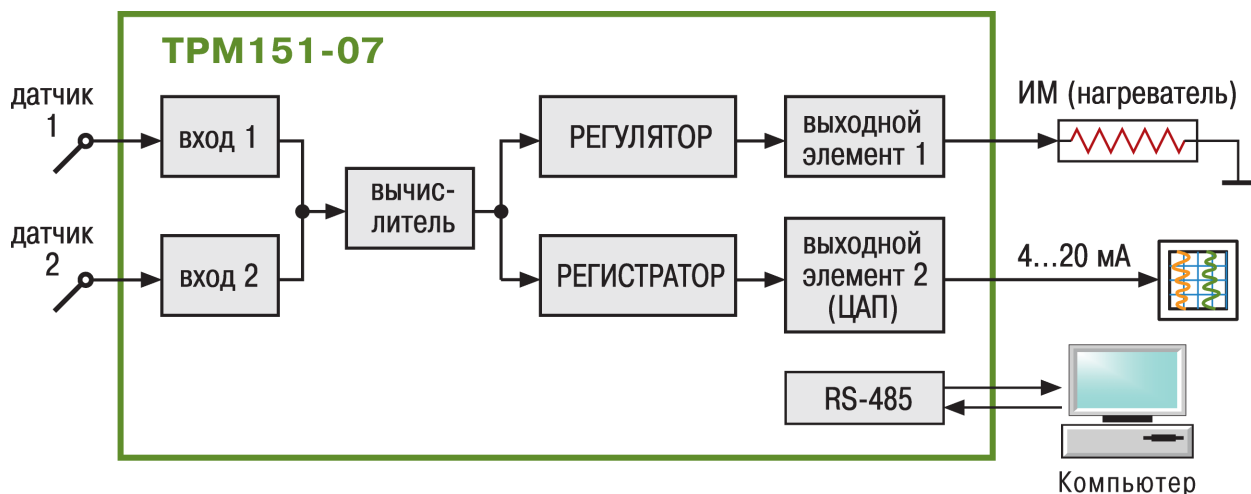 ТРМ151-07
датчик
1
вход 1
РЕГУЛЯТОР
выходной
элемент 1
ИМ (нагреватель)
вычис-
литель
датчик
2
вход 2
РЕГИСТРАТОР
выходной
элемент 2
(ЦАП)
4...20 мА
RS-485
Компьютер